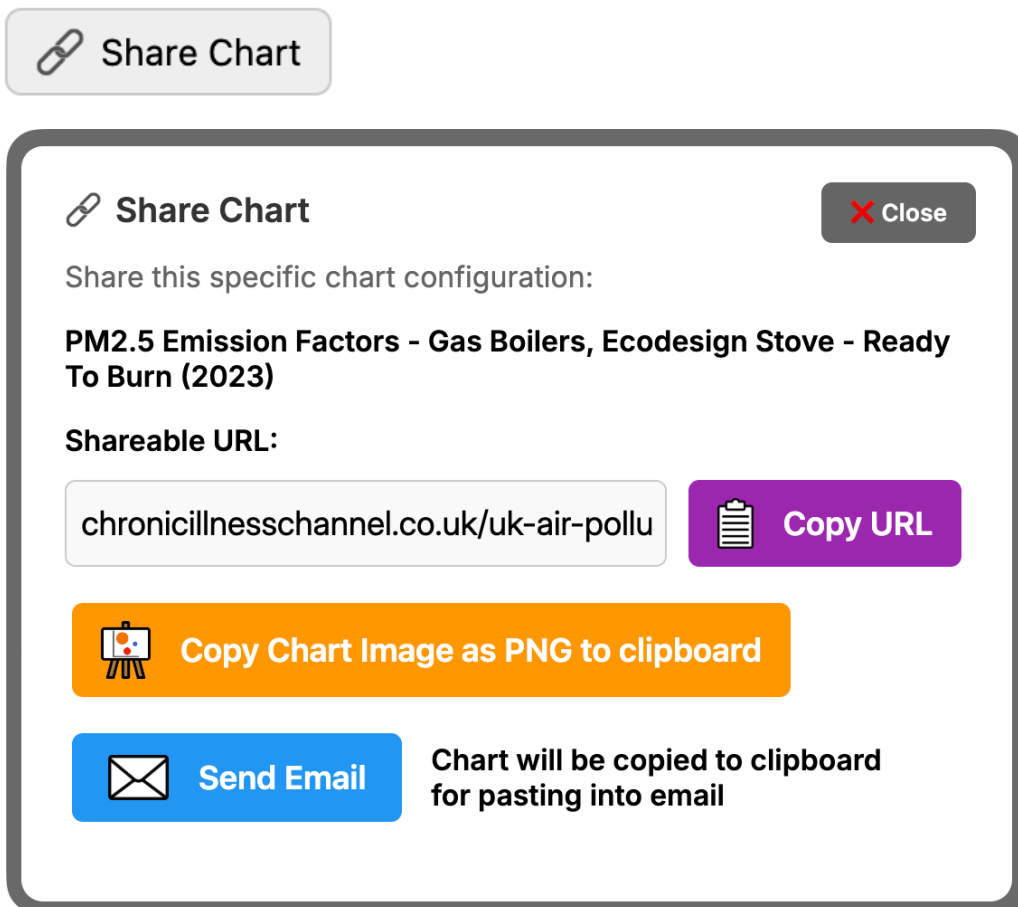 Share Chart
Share Chart
Close
Share this specific chart configuration:
PM2.5 Emission Factors - Gas Boilers, Ecodesign Stove - Ready
To Burn (2023)
Shareable URL:
chronicillnesschannel.co.uk/uk-air-pollu
Copy URL
Copy Chart Image as PNG to clipboard
Send Email
Chart will be copied to clipboard
for pasting into email